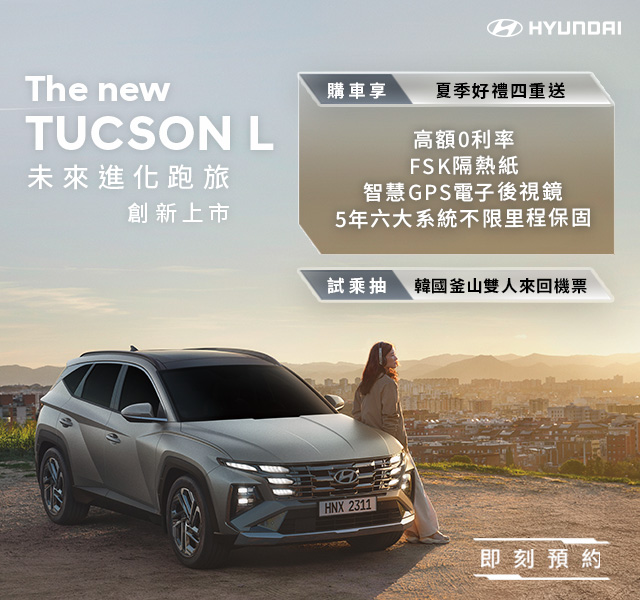 HYUNDAI
The new
TUCSON L
未來進化跑旅
創新上市
購車享 夏季好禮四重送
高額0利率
FSK隔熱紙
智慧GPS電子後視鏡
5年六大系統不限里程保固
試乘抽 韓國釜山雙人來回機票
HNX 2311
即刻預約